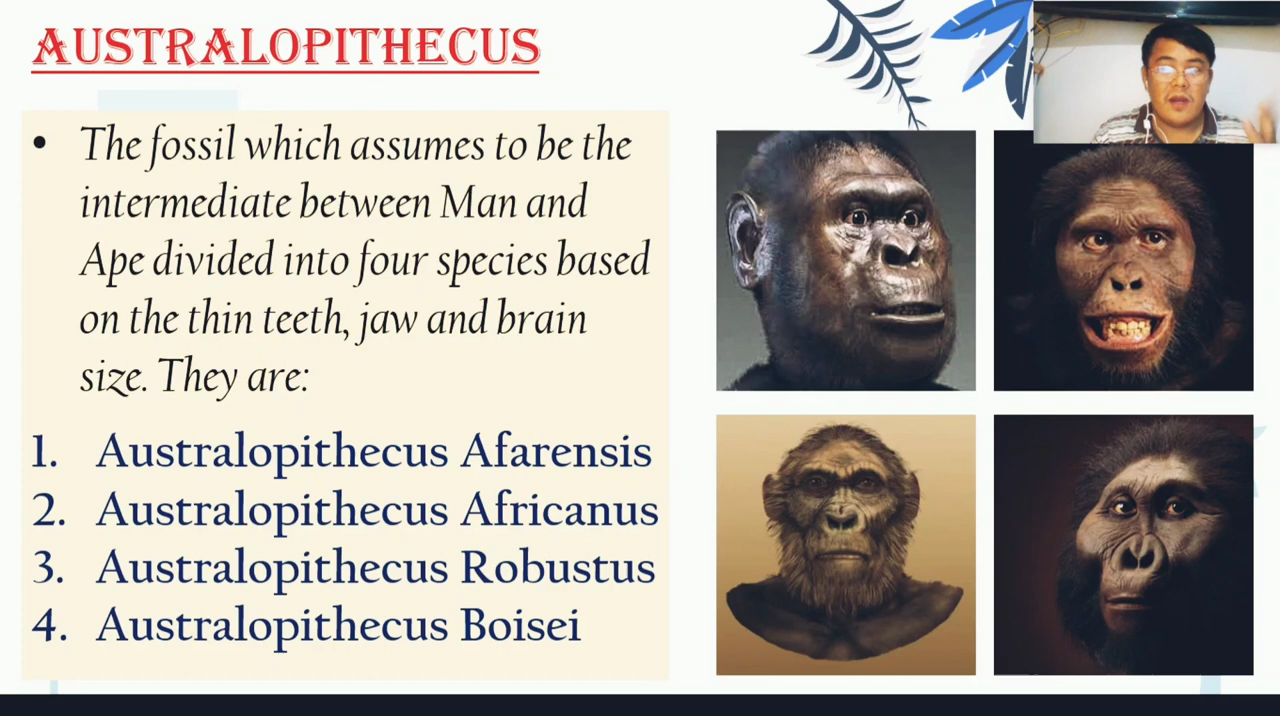 AUSTRALOPITHECUS
• The fossil which assumes to be the
intermediate between Man and
Ape divided into four species based
on the thin teeth, jaw and brain
size. They are:
1. Australopithecus Afarensis
2. Australopithecus Africanus
3. Australopithecus Robustus
4. Australopithecus Boisei